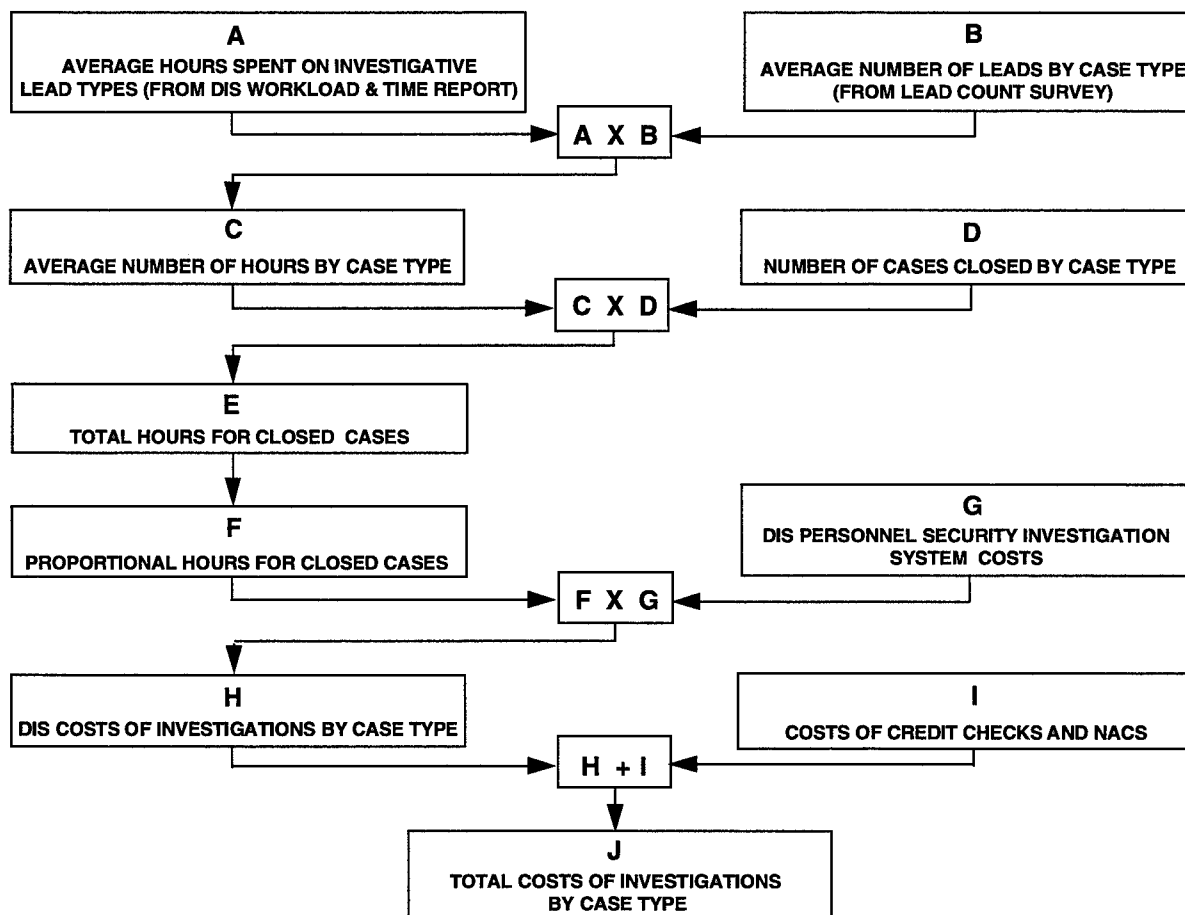 A
AVERAGE HOURS SPENT ON INVESTIGATIVE
LEAD TYPES (FROM DIS WORKLOAD & TIME REPORT)
B
AVERAGE NUMBER OF LEADS BY CASE TYPE
(FROM LEAD COUNT SURVEY)
A X B
C
AVERAGE NUMBER OF HOURS BY CASE TYPE
D
NUMBER OF CASES CLOSED BY CASE TYPE
C X D
E
TOTAL HOURS FOR CLOSED CASES
F
PROPORTIONAL HOURS FOR CLOSED CASES
G
DIS PERSONNEL SECURITY INVESTIGATION
SYSTEM COSTS
F X G
H
DIS COSTS OF INVESTIGATIONS BY CASE TYPE
I
COSTS OF CREDIT CHECKS AND NACS
H + I
J
TOTAL COSTS OF INVESTIGATIONS
BY CASE TYPE